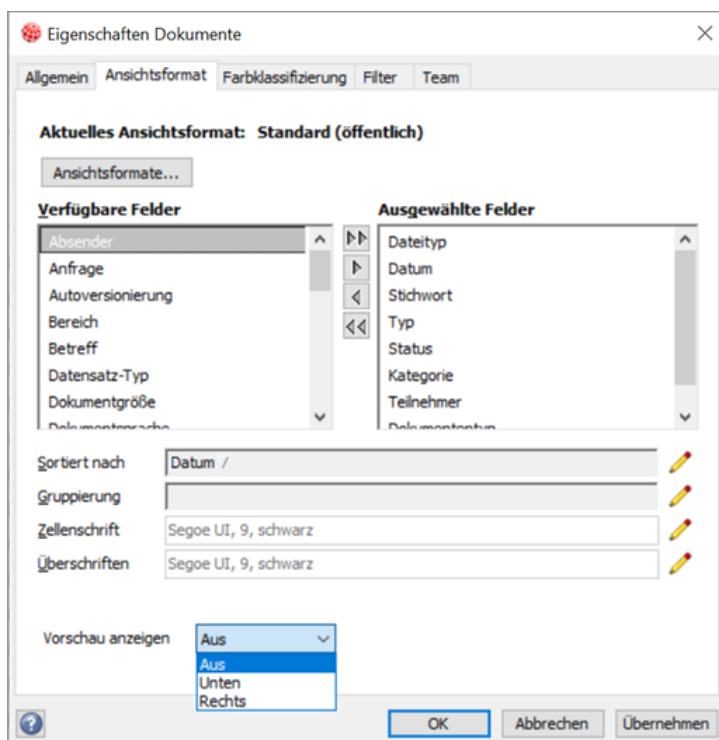 Eigenschaften Dokumente
Allgemein Ansichtsformat Farbklassifizierung Filter Team
Aktuelles Ansichtsformat: Standard (öffentlich)
Ansichtsformate...
Verfügbare Felder Ausgewählte Felder
Absender Dateityp
Anfrage Datum
Autoversionierung Stichwort
Bereich Typ
Betreff Status
Datensatz-Typ Kategorie
Dokumentgröße Teilnehmer
Dokumentsprache Dokumententyp
Sortiert nach Datum /
Gruppierung
Zellenschrift Segoe UI, 9, schwarz
Überschriften Segoe UI, 9, schwarz
Vorschau anzeigen Aus
Aus
Unten
Rechts
? OK Abbrechen Übernehmen